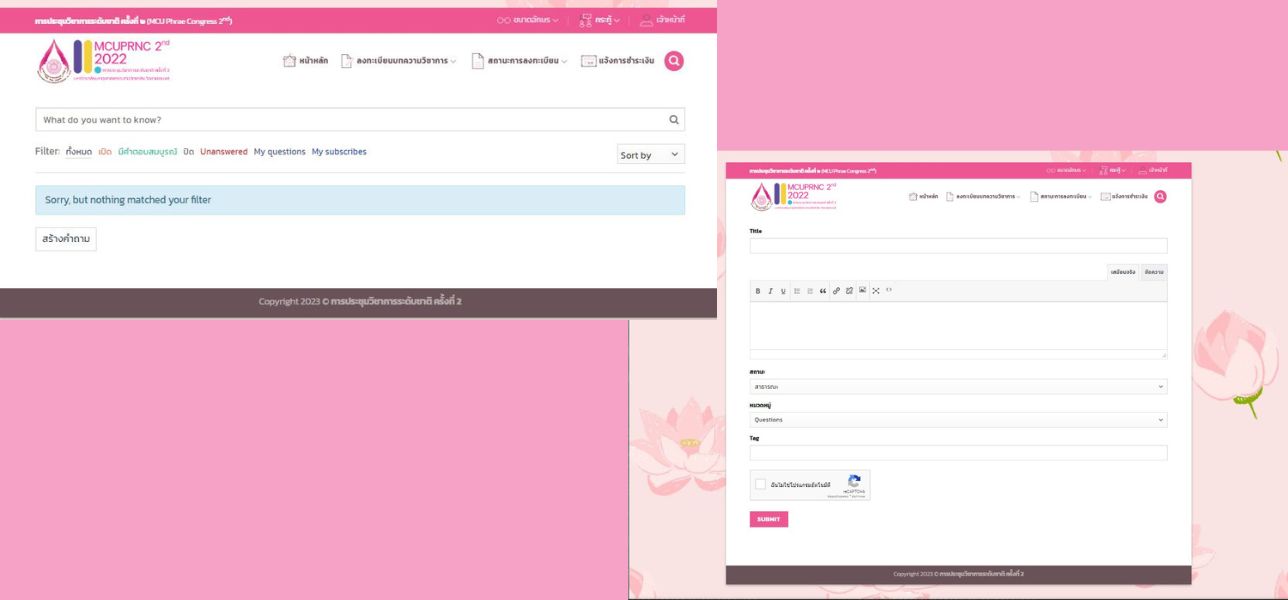 การประชุมวิชาการระดับชาติ ครั้งที่ ๒ (MCU Phrae Congress 2nd)
ขนาดอักษร
กระทู้
เจ้าหน้าที่
MCUPRNC 2nd
2022
หน้าหลัก
ลงทะเบียนบทความวิชาการ
สถานะการลงทะเบียน
แจ้งการชำระเงิน
What do you want to know?
Filter: ทั้งหมด เปิด มีคำตอบสมบูรณ์ ปิด Unanswered My questions My subscribes
Sort by
Sorry, but nothing matched your filter
สร้างคำถาม
Copyright 2023 © การประชุมวิชาการระดับชาติ ครั้งที่ 2
การประชุมวิชาการระดับชาติ ครั้งที่ ๒ (MCU Phrae Congress 2nd)
ขนาดอักษร
กระทู้
เจ้าหน้าที่
MCUPRNC 2nd
2022
หน้าหลัก
ลงทะเบียนบทความวิชาการ
สถานะการลงทะเบียน
แจ้งการชำระเงิน
Title
เสมือนจริง
ข้อความ
B I U
สถานะ
สาธารณะ
หมวดหมู่
Questions
Tag
ฉันไม่ใช่โปรแกรมอัตโนมัติ
reCAPTCHA
SUBMIT
Copyright 2023 © การประชุมวิชาการระดับชาติ ครั้งที่ 2